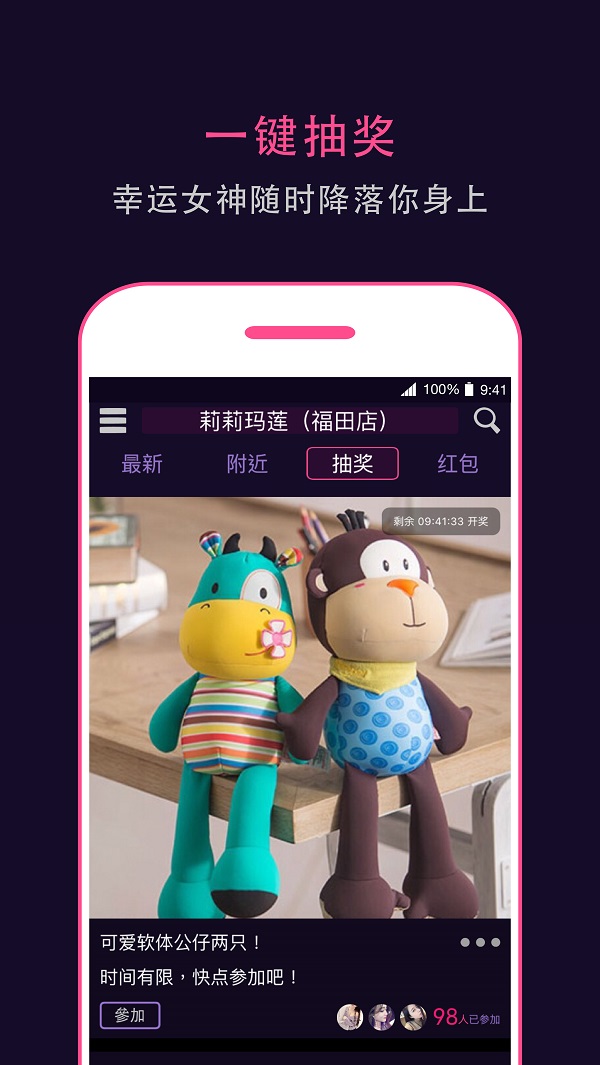 一键抽奖
幸运女神随时降落你身上
100% 9:41
莉莉玛莲（福田店）
最新 附近 抽奖 红包
剩余 09:41:33 开奖
可爱软体公仔两只！
时间有限，快点参加吧！
參加 98人已参加